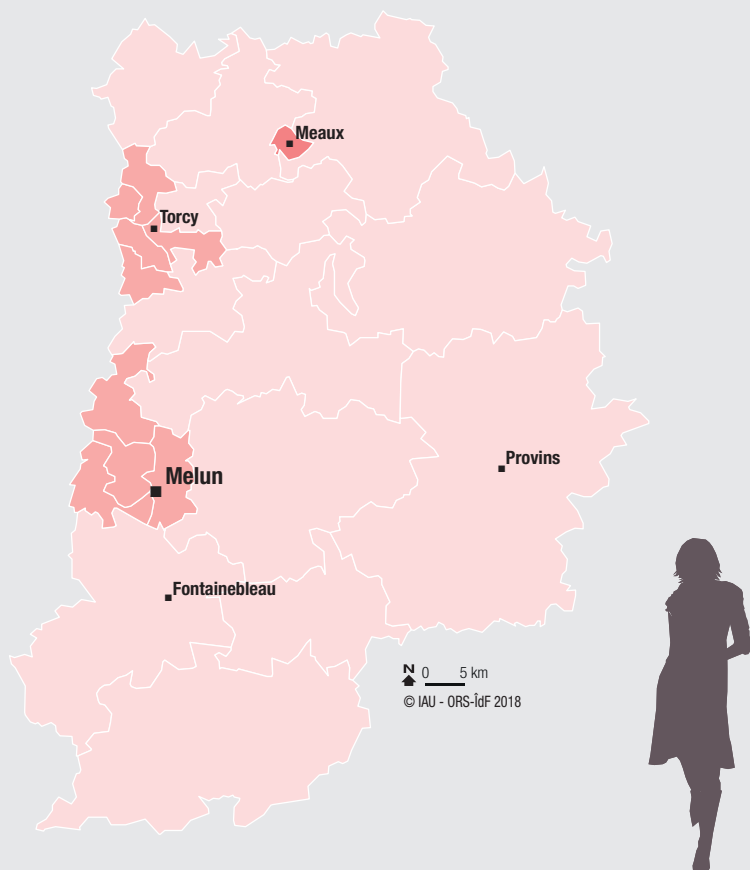 Meaux
Torcy
Provins
Melun
Fontainebleau
N
0 5 km
© IAU - ORS-ÎdF 2018